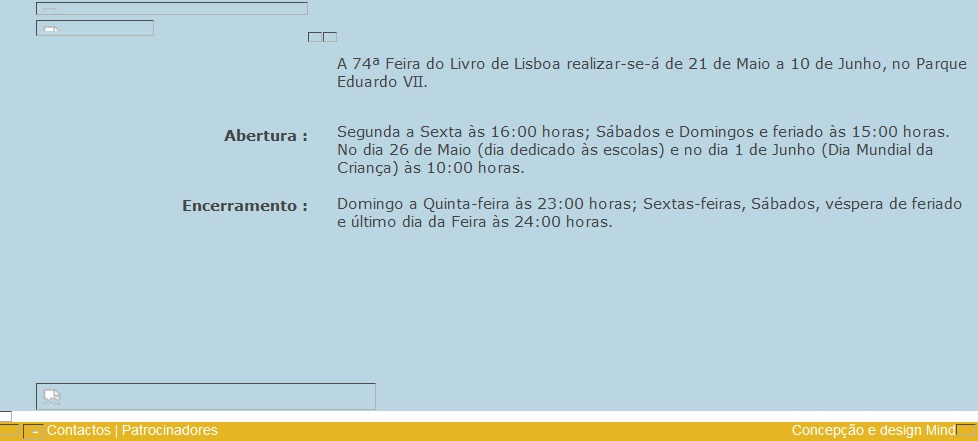 A 74ª Feira do Livro de Lisboa realizar-se-á de 21 de Maio a 10 de Junho, no Parque
Eduardo VII.
Abertura : Segunda a Sexta às 16:00 horas; Sábados e Domingos e feriado às 15:00 horas.
No dia 26 de Maio (dia dedicado às escolas) e no dia 1 de Junho (Dia Mundial da
Criança) às 10:00 horas.
Encerramento : Domingo a Quinta-feira às 23:00 horas; Sextas-feiras, Sábados, véspera de feriado
e último dia da Feira às 24:00 horas.
Contactos | Patrocinadores Concepção e design Mind